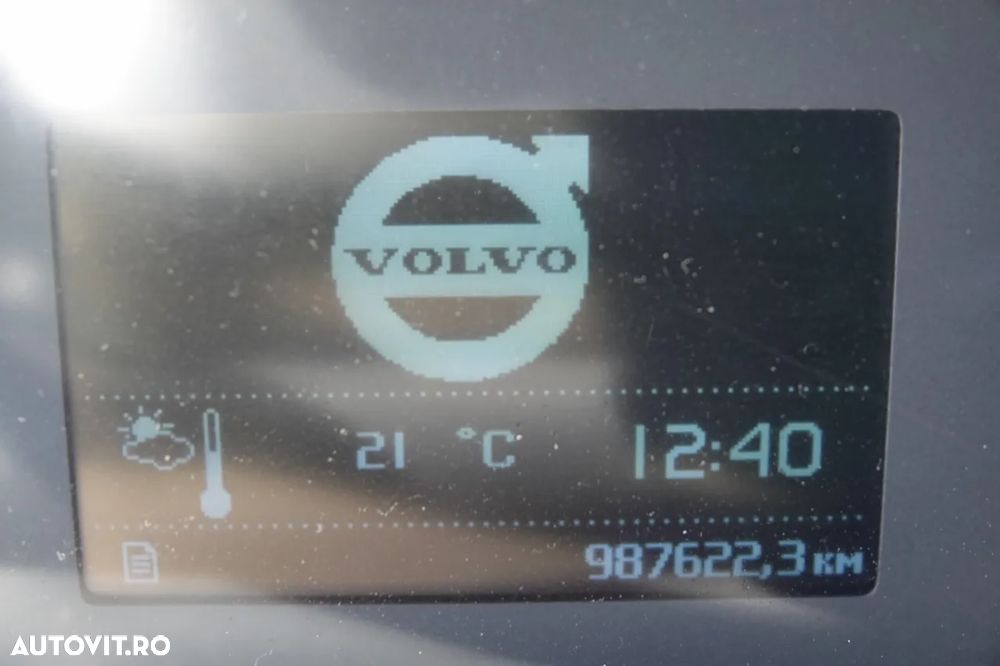 VOLVO
21 °C 12:40
987622,3 км
AUTOVIT.RO